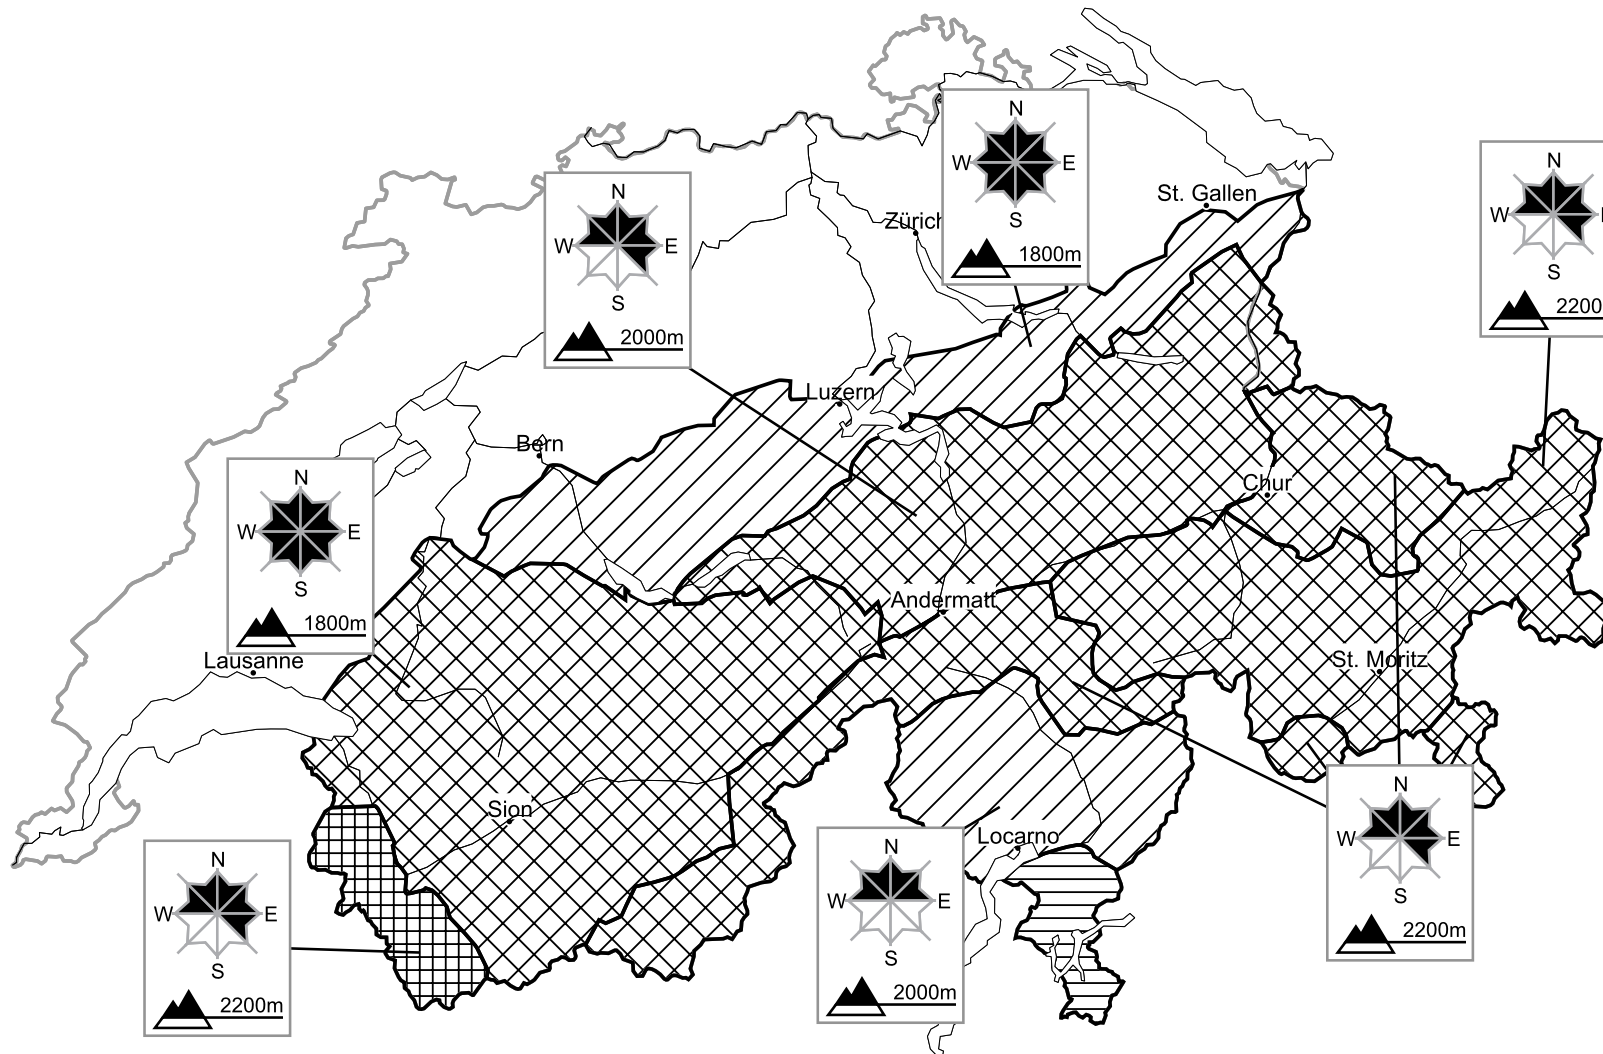 N
W E
S
1800m
N
W E
S
2000m
N
W
S
2200
St. Gallen
Zürich
Luzern
Bern
N
W E
S
1800m
Chur
Andermatt
Lausanne
St. Moritz
Sion
Locarno
N
W E
S
2200m
N
W E
S
2000m
N
W E
S
2200m